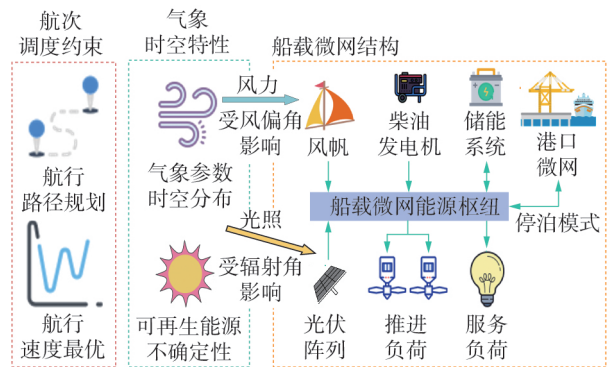 航次
调度约束
航行
路径规划
航行
速度最优
气象
时空特性
气象参数
时空分布
可再生能源
不确定性
风力
受风偏角
影响
光照
受辐射角
影响
船载微网结构
风帆
柴油
发电机
储能
系统
港口
微网
船载微网能源枢纽
停泊模式
光伏
阵列
推进
负荷
服务
负荷